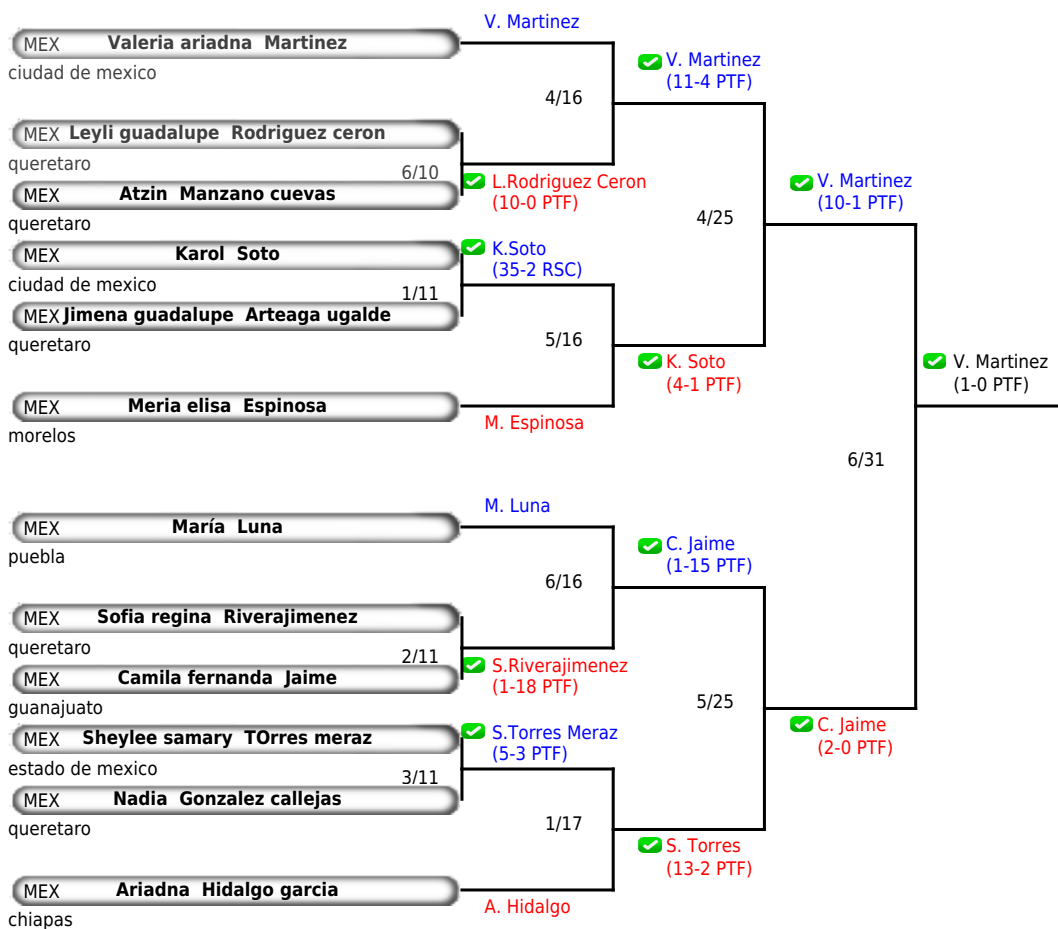 V. Martinez
MEX Valeria ariadna Martinez
ciudad de mexico
V. Martinez
(11-4 PTF)
4/16
MEX Leyli guadalupe Rodriguez ceron
queretaro
6/10
MEX Atzin Manzano cuevas
queretaro
L.Rodriguez Ceron
(10-0 PTF)
V. Martinez
(10-1 PTF)
4/25
MEX Karol Soto
ciudad de mexico
K.Soto
(35-2 RSC)
1/11
MEX Jimena guadalupe Arteaga ugalde
queretaro
5/16
K. Soto
(4-1 PTF)
V. Martinez
(1-0 PTF)
MEX Meria elisa Espinosa
morelos
M. Espinosa
6/31
M. Luna
MEX María Luna
puebla
C. Jaime
(1-15 PTF)
6/16
MEX Sofia regina Riverajimenez
queretaro
2/11
MEX Camila fernanda Jaime
guanajuato
S.Riverajimenez
(1-18 PTF)
5/25
C. Jaime
(2-0 PTF)
MEX Sheylee samary TOrres meraz
estado de mexico
S.Torres Meraz
(5-3 PTF)
3/11
MEX Nadia Gonzalez callejas
queretaro
1/17
S. Torres
(13-2 PTF)
MEX Ariadna Hidalgo garcia
chiapas
A. Hidalgo